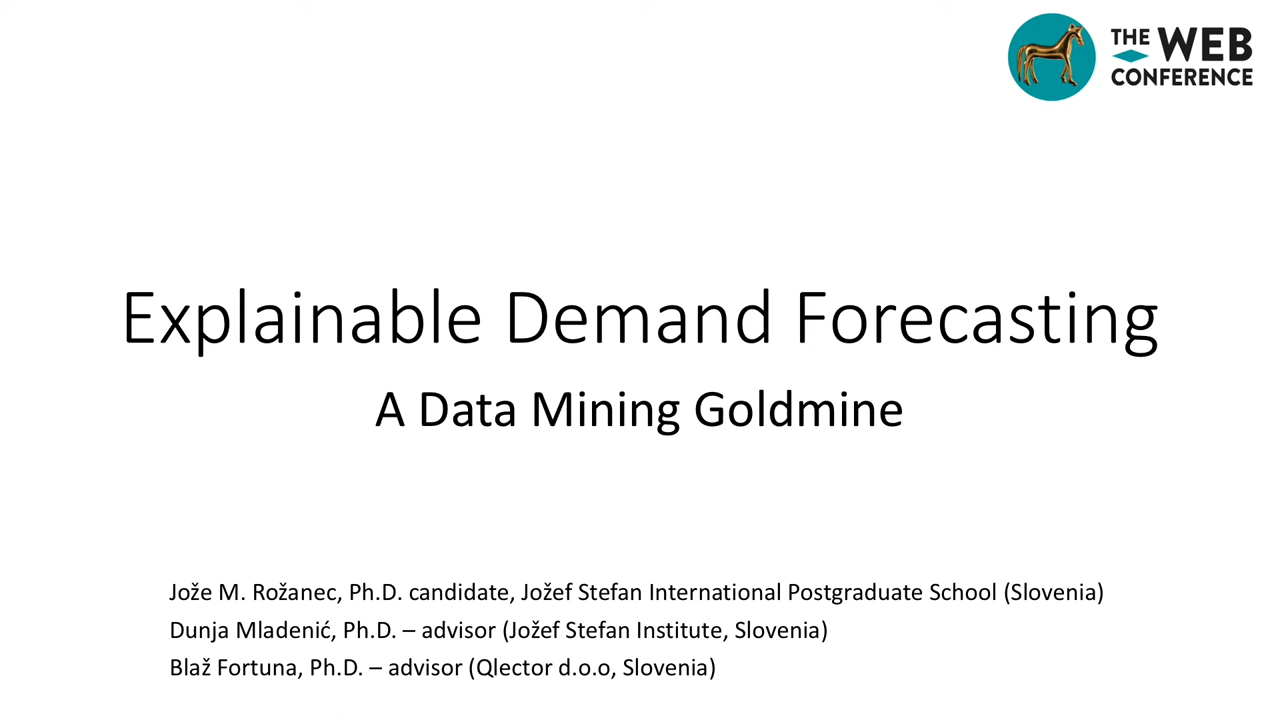 THE WEB
CONFERENCE
Explainable Demand Forecasting
A Data Mining Goldmine
Jože M. Rožanec, Ph.D. candidate, Jožef Stefan International Postgraduate School (Slovenia)
Dunja Mladenić, Ph.D. – advisor (Jožef Stefan Institute, Slovenia)
Blaž Fortuna, Ph.D. – advisor (Qlector d.o.o, Slovenia)